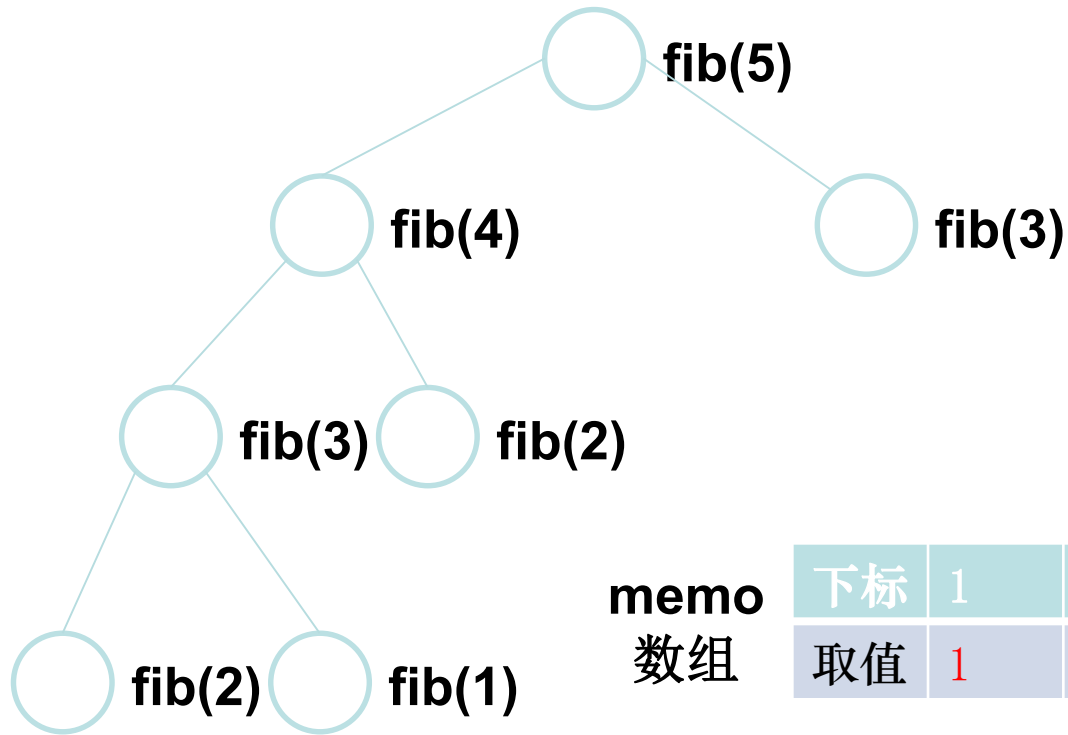 fib(5)
fib(4)
fib(3)
fib(3)
fib(2)
fib(2)
fib(1)
memo
数组
下标 1
取值 1